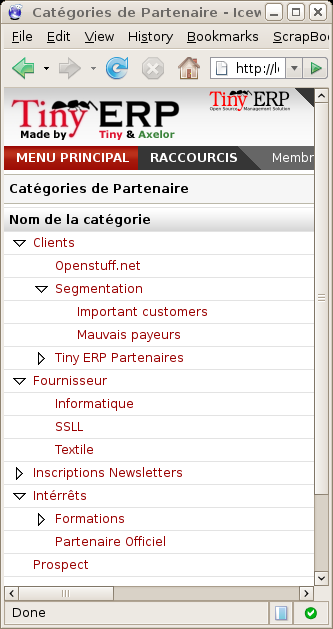 Catégories de Partenaire - Icew
File Edit View History Bookmarks ScrapBo
http://l
Tiny ERP
Made by Tiny & Axelor
Tiny ERP
Open Source Management Solution
MENU PRINCIPAL RACCOURCIS Membr
Catégories de Partenaire
Nom de la catégorie
Clients
Openstuff.net
Segmentation
Important customers
Mauvais payeurs
Tiny ERP Partenaires
Fournisseur
Informatique
SSLL
Textile
Inscriptions Newsletters
Intérrêts
Formations
Partenaire Officiel
Prospect
Done